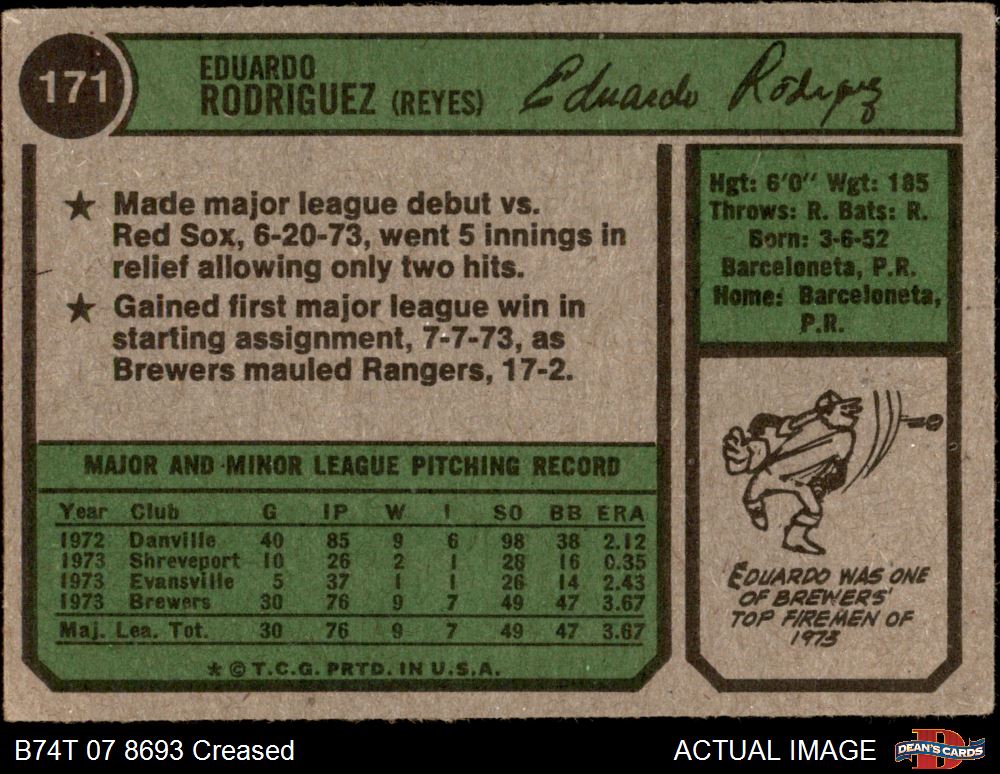 171
EDUARDO
RODRIGUEZ (REYES)
Eduardo Rodriguez
★ Made major league debut vs.
Red Sox, 6-20-73, went 5 innings in
relief allowing only two hits.
★ Gained first major league win in
starting assignment, 7-7-73, as
Brewers mauled Rangers, 17-2.
Hgt: 6'0" Wgt: 185
Throws: R. Bats: R.
Born: 3-6-52
Barceloneta, P.R.
Home: Barceloneta,
P.R.
MAJOR AND MINOR LEAGUE PITCHING RECORD
Year Club G IP W L SO BB ERA
1972 Danville 40 85 9 6 98 38 2.12
1973 Shreveport 10 26 2 1 28 16 0.35
1973 Evansville 5 37 1 1 26 14 2.43
1973 Brewers 30 76 9 7 49 47 3.67
Maj. Lea. Tot. 30 76 9 7 49 47 3.67
* © T.C.G. PRTD. IN U.S.A.
EDUARDO WAS ONE
OF BREWERS'
TOP FIREMEN OF
1973
B74T 07 8693 Creased
ACTUAL IMAGE
D
DEAN'S CARDS